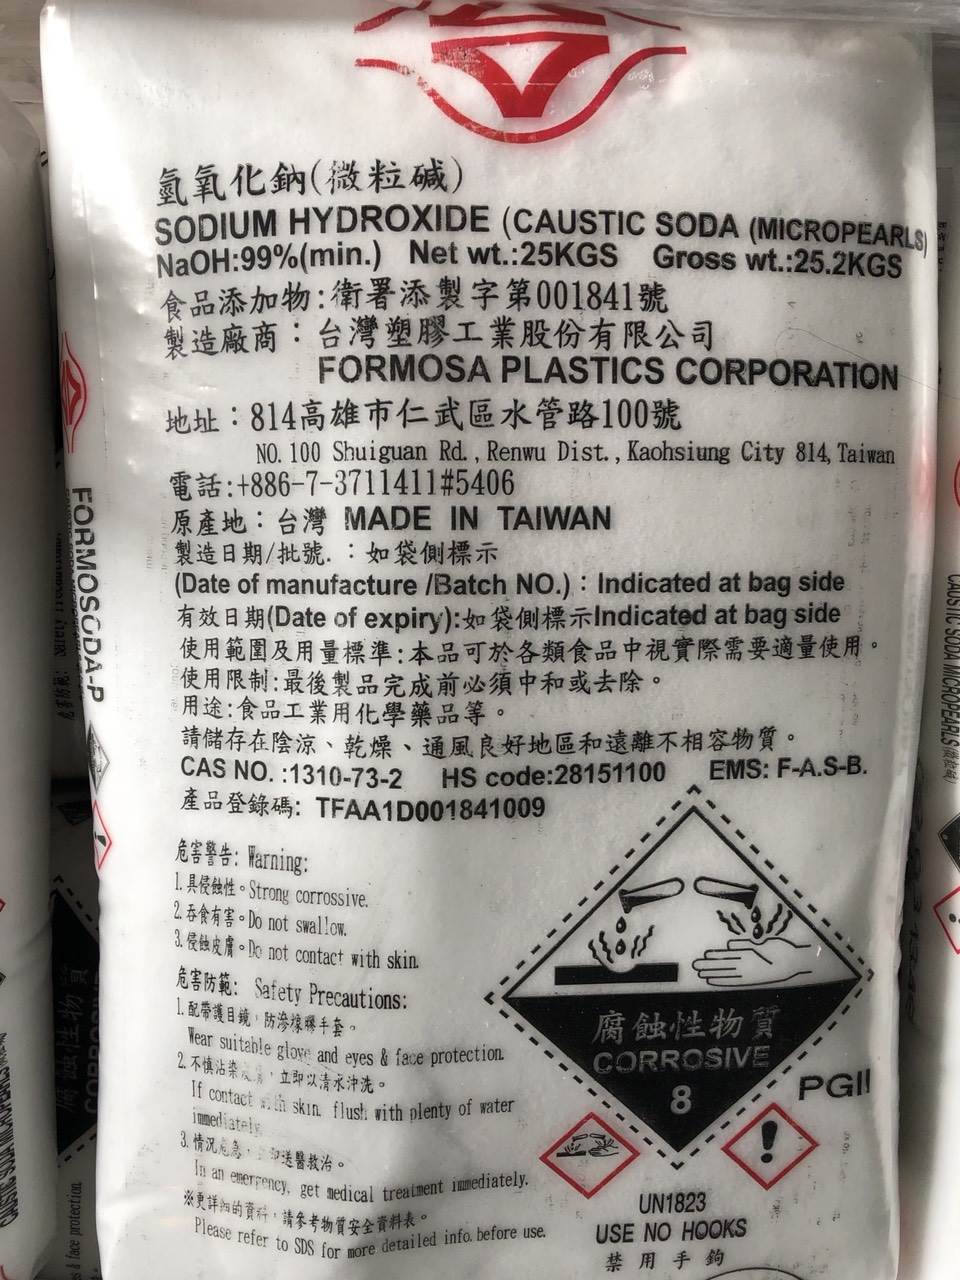 氫氧化鈉(微粒碱)
SODIUM HYDROXIDE (CAUSTIC SODA (MICROPEARLS)
NaOH:99%(min.) Net wt.:25KGS Gross wt.:25.2KGS
食品添加物:衛署添製字第001841號
製造廠商：台灣塑膠工業股份有限公司
FORMOSA PLASTICS CORPORATION
地址：814高雄市仁武區水管路100號
NO. 100 Shuiguan Rd., Renwu Dist., Kaohsiung City 814, Taiwan
電話:+886-7-3711411#5406
原產地：台灣 MADE IN TAIWAN
製造日期/批號.：如袋側標示
(Date of manufacture /Batch NO.)：Indicated at bag side
有效日期(Date of expiry):如袋側標示Indicated at bag side
使用範圍及用量標準:本品可於各類食品中視實際需要適量使用。
使用限制:最後製品完成前必須中和或去除。
用途:食品工業用化學藥品等。
請儲存在陰涼、乾燥、通風良好地區和遠離不相容物質。
CAS NO. :1310-73-2 HS code:28151100 EMS: F-A.S-B.
產品登錄碼: TFAA1D001841009
危害警告: Warning:
1.具侵蝕性。Strong corrossive.
2.吞食有害。Do not swallow.
3.侵蝕皮膚。Do not contact with skin.
危害防範: Safety Precautions:
1.配帶護目鏡，防滲橡膠手套。
Wear suitable glove and eyes & face protection.
2.不慎沾染，立即以清水沖洗。
If contact with skin, flush with plenty of water
immediately.
3.情況危急，即送醫救治。
In an emergency, get medical treatment immediately.
※更詳細的資料，請參考物質安全資料表。
Please refer to SDS for more detailed info. before use.
腐蝕性物質
CORROSIVE
8
PGII
UN1823
USE NO HOOKS
禁用手鉤
FORMOSODA-P
CAUSTIC SODA MICROPEARLS
& face protection